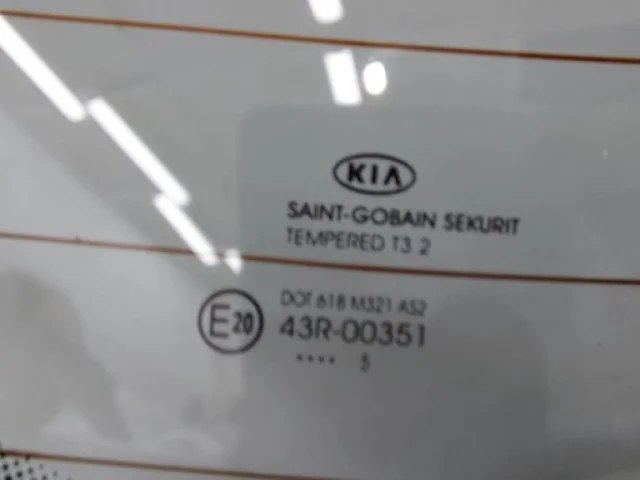 KIA
SAINT-GOBAIN SEKURIT
TEMPERED T3 2
DOT 618 M321 AS2
E20 43R-00351
.... 5